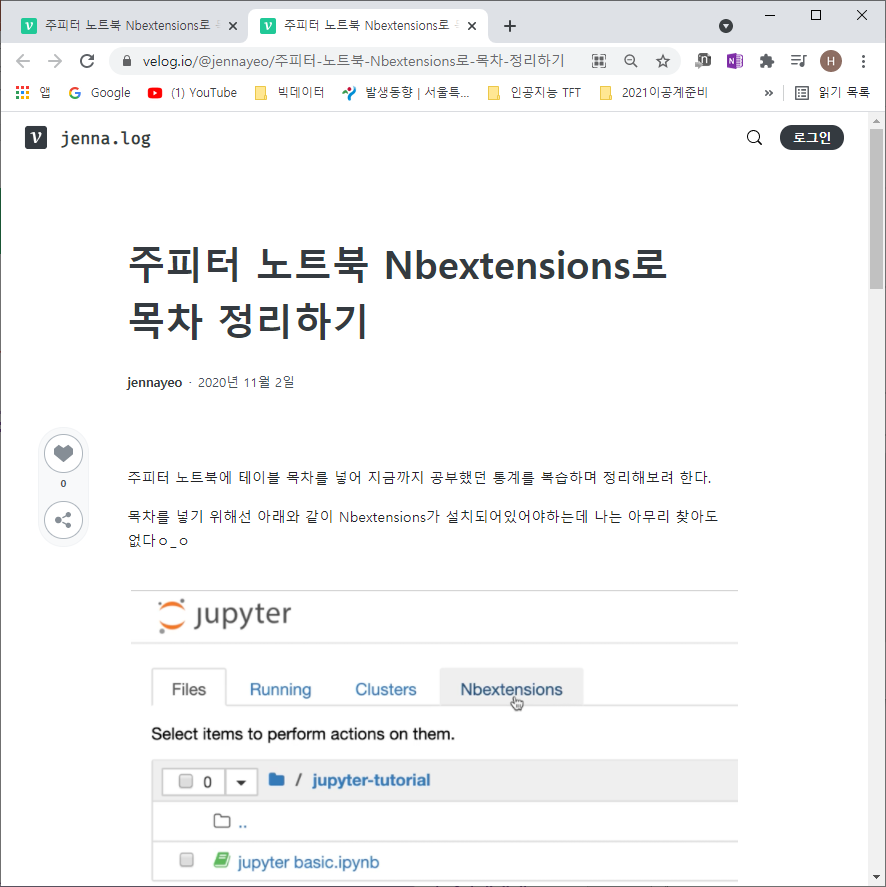 주피터 노트북 Nbextensions로
주피터 노트북 Nbextensions로
velog.io/@jennayeo/주피터-노트북-Nbextensions로-목차-정리하기
H
앱
Google
(1) YouTube
빅데이터
발생동향 | 서울특...
인공지능 TFT
2021이공계준비
»
읽기 목록
jenna.log
로그인
주피터 노트북 Nbextensions로
목차 정리하기
jennayeo · 2020년 11월 2일
0
주피터 노트북에 테이블 목차를 넣어 지금까지 공부했던 통계를 복습하며 정리해보려 한다.
목차를 넣기 위해선 아래와 같이 Nbextensions가 설치되어있어야하는데 나는 아무리 찾아도
없다ㅇ_ㅇ
jupyter
Files
Running
Clusters
Nbextensions
Select items to perform actions on them.
0
/ jupyter-tutorial
..
jupyter basic.ipynb